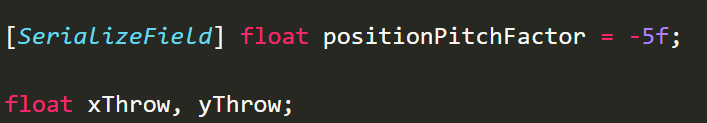 [SerializeField] float positionPitchFactor = -5f;
float xThrow, yThrow;